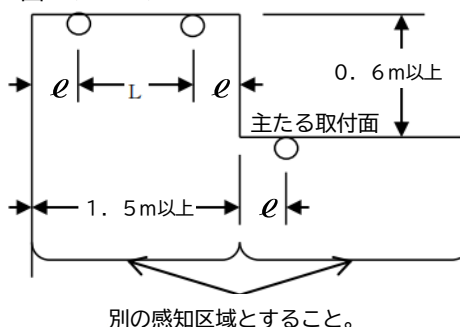 ℓ
L
ℓ
0.6m以上
主たる取付面
1.5m以上
ℓ
別の感知区域とすること。